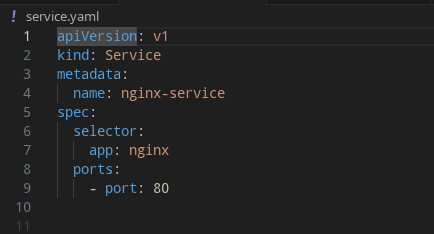 ! service.yaml
1 apiVersion: v1
2 kind: Service
3 metadata:
4   name: nginx-service
5 spec:
6   selector:
7     app: nginx
8   ports:
9     - port: 80
10
11